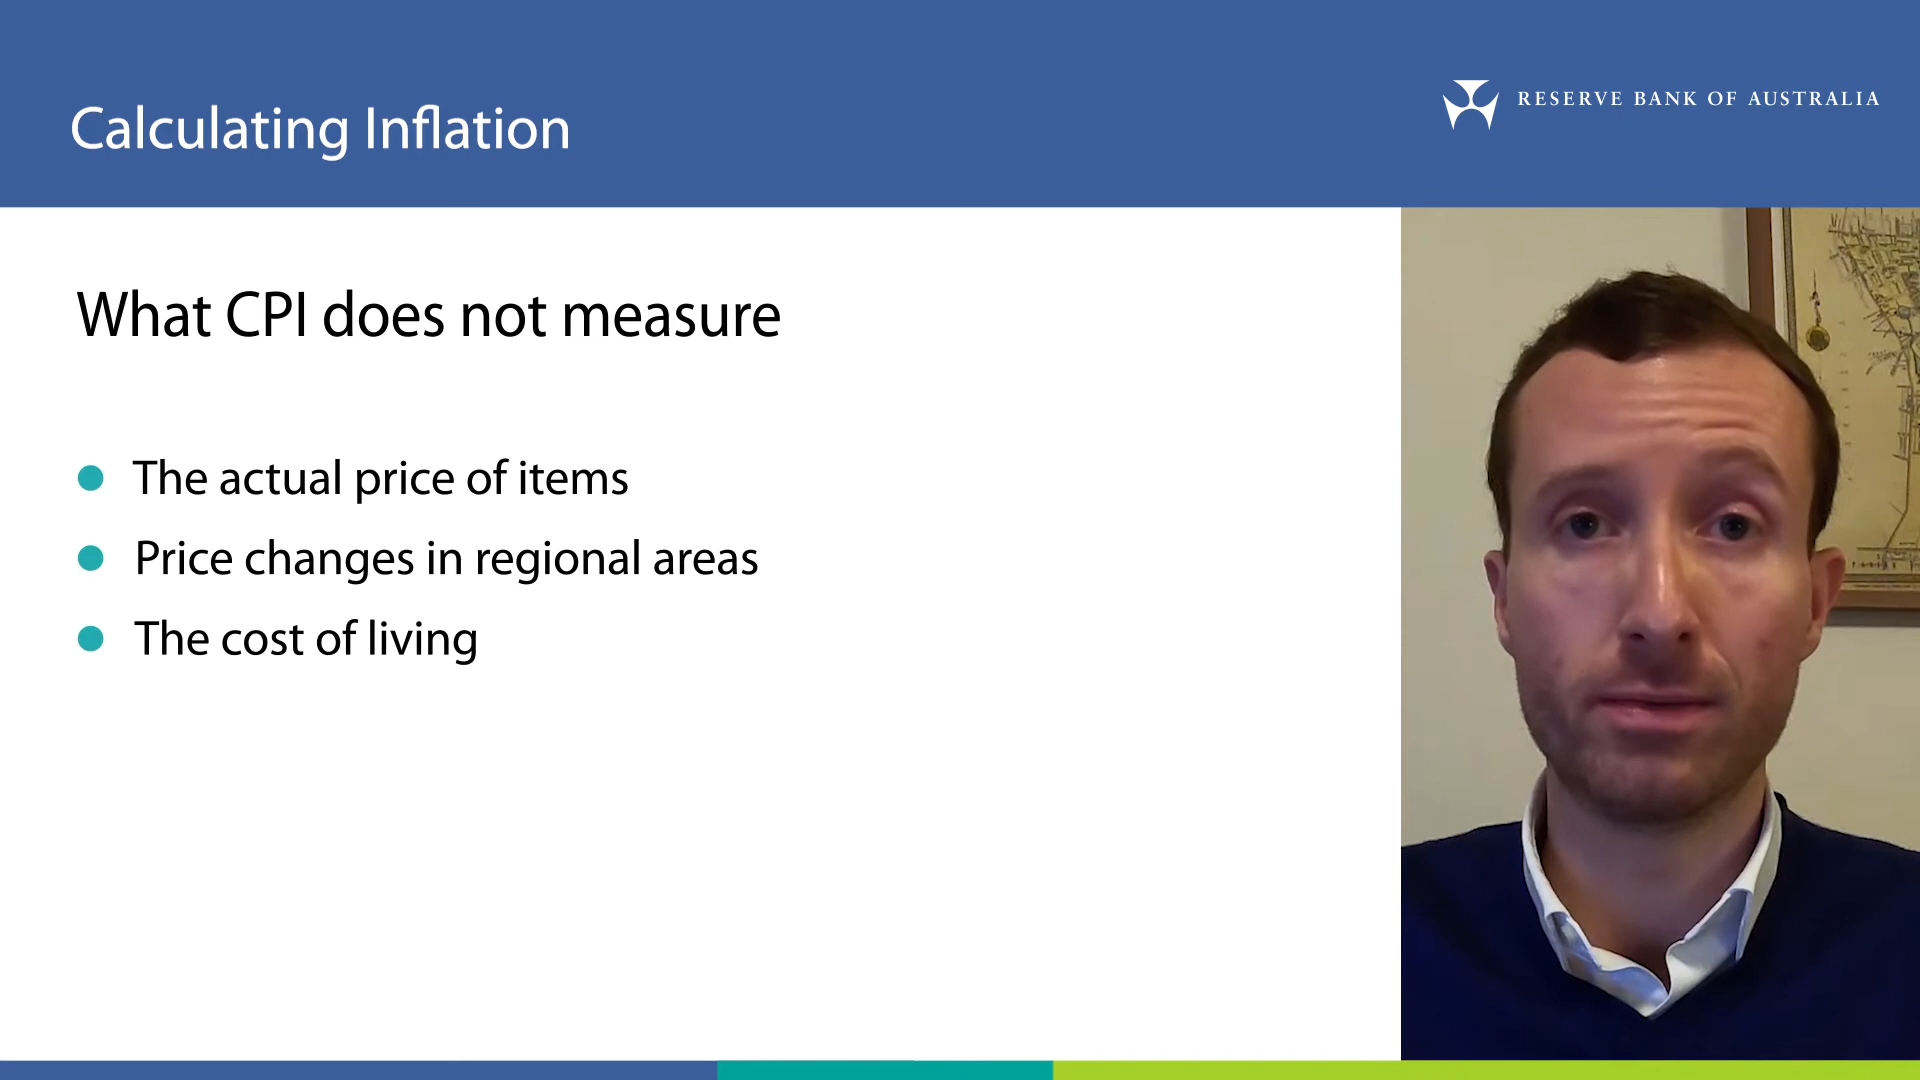 Calculating Inflation
RESERVE BANK OF AUSTRALIA
What CPI does not measure
The actual price of items
Price changes in regional areas
The cost of living